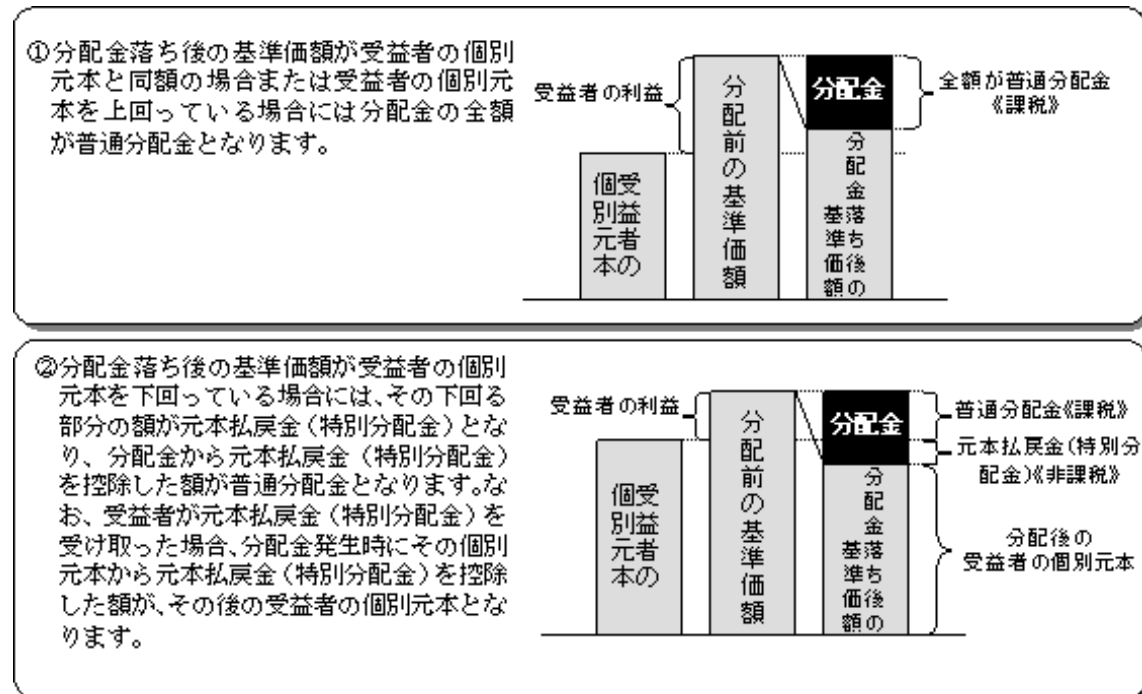 ①分配金落ち後の基準価額が受益者の個別
元本と同額の場合または受益者の個別元
本を上回っている場合には分配金の全額
が普通分配金となります。
受益者の利益
受益者の
個別元本
分配前の基準価額
分配金
分配金落ち後の
基準価額
全額が普通分配金
《課税》
②分配金落ち後の基準価額が受益者の個別
元本を下回っている場合には、その下回る
部分の額が元本払戻金（特別分配金）とな
り、分配金から元本払戻金（特別分配金）
を控除した額が普通分配金となります。な
お、受益者が元本払戻金（特別分配金）を
受け取った場合、分配金発生時にその個別
元本から元本払戻金（特別分配金）を控除
した額が、その後の受益者の個別元本とな
ります。
受益者の利益
受益者の
個別元本
分配前の基準価額
分配金
分配金落ち後の
基準価額
普通分配金《課税》
元本払戻金（特別分
配金）《非課税》
分配後の
受益者の個別元本